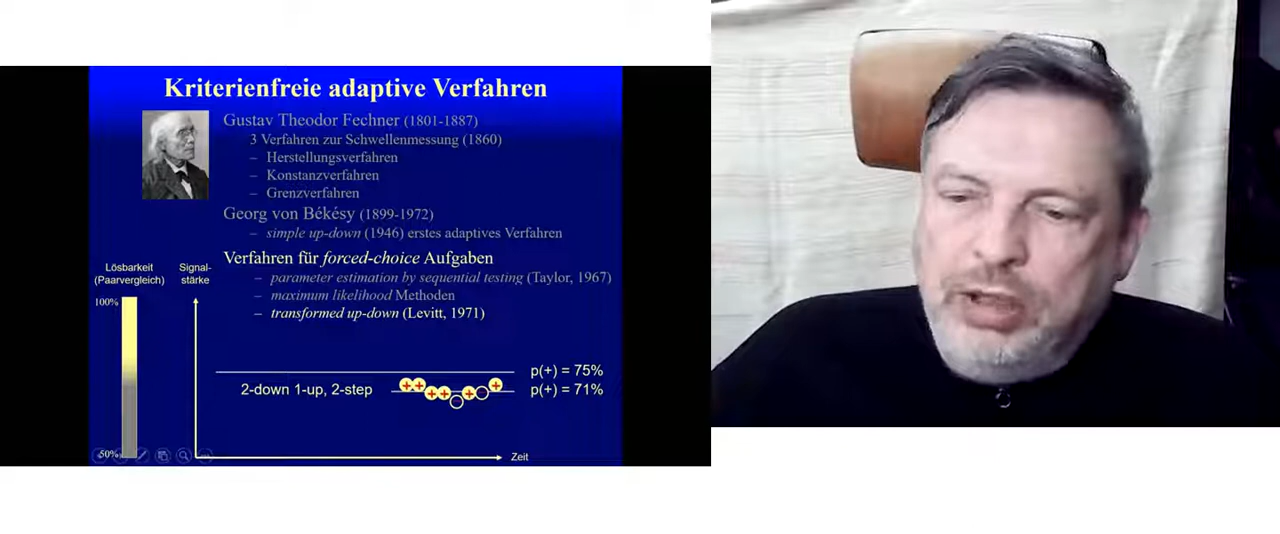 Kriterienfreie adaptive Verfahren
Gustav Theodor Fechner (1801-1887)
3 Verfahren zur Schwellenmessung (1860)
– Herstellungsverfahren
– Konstanzverfahren
– Grenzverfahren
Georg von Békésy (1899-1972)
– simple up-down (1946) erstes adaptives Verfahren
Verfahren für forced-choice Aufgaben
– parameter estimation by sequential testing (Taylor, 1967)
– maximum likelihood Methoden
– transformed up-down (Levitt, 1971)
Lösbarkeit
(Paarvergleich)
Signal-
stärke
100%
p(+) = 75%
2-down 1-up, 2-step
p(+) = 71%
50%
Zeit